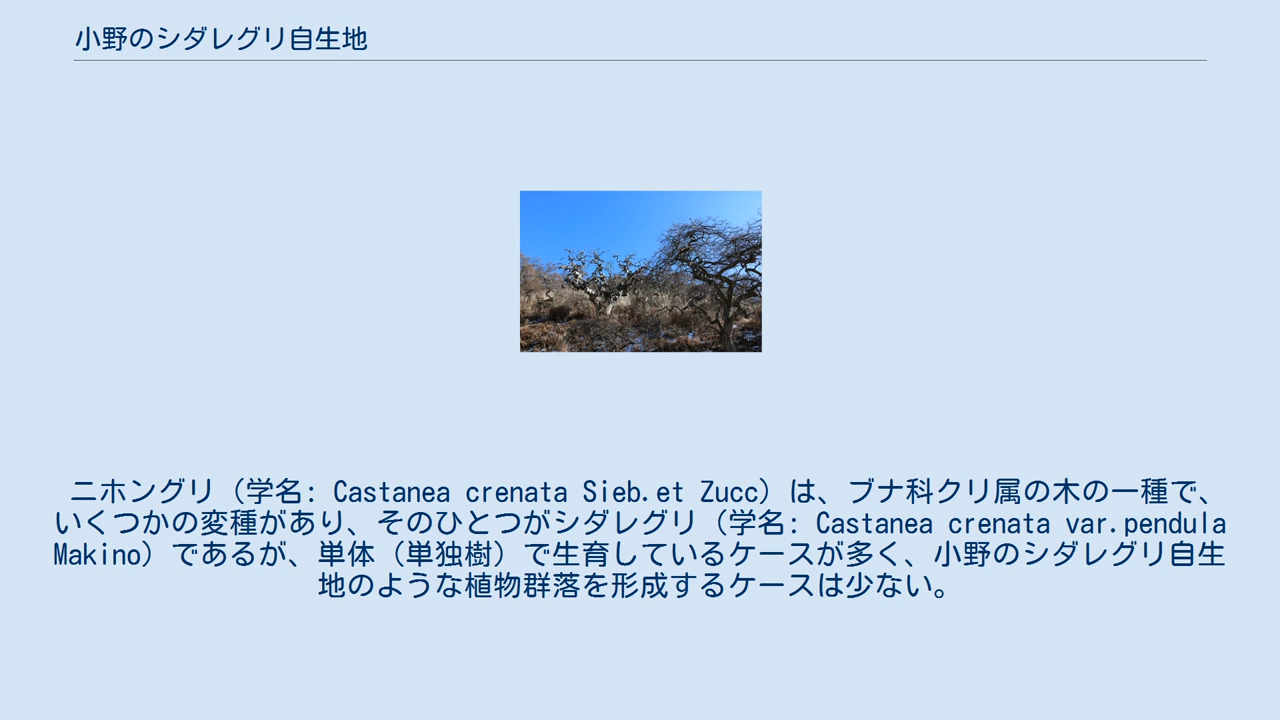 小野のシダレグリ自生地
ニホングリ（学名: Castanea crenata Sieb.et Zucc）は、ブナ科クリ属の木の一種で、
いくつかの変種があり、そのひとつがシダレグリ（学名: Castanea crenata var.pendula
Makino）であるが、単体（単独樹）で生育しているケースが多く、小野のシダレグリ自生
地のような植物群落を形成するケースは少ない。